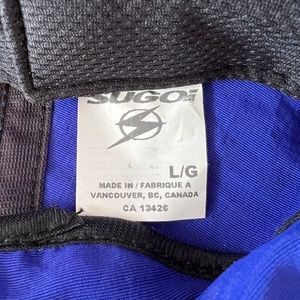 SUGOi
L/G
MADE IN / FABRIQUE A
VANCOUVER, BC, CANADA
CA 13426